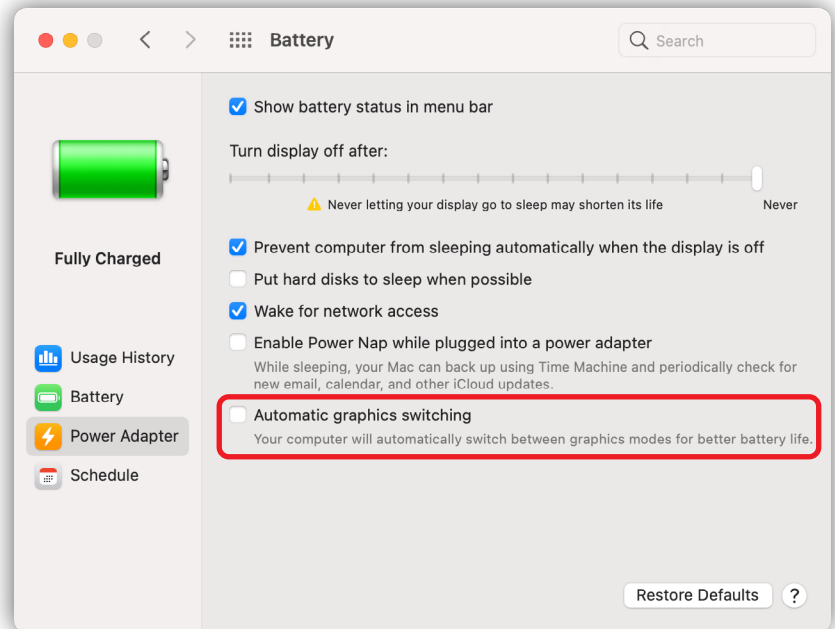 Battery
Search
Show battery status in menu bar
Turn display off after:
Never letting your display go to sleep may shorten its life
Never
Fully Charged
Prevent computer from sleeping automatically when the display is off
Put hard disks to sleep when possible
Wake for network access
Enable Power Nap while plugged into a power adapter
While sleeping, your Mac can back up using Time Machine and periodically check for
new email, calendar, and other iCloud updates.
Automatic graphics switching
Your computer will automatically switch between graphics modes for better battery life.
Usage History
Battery
Power Adapter
Schedule
Restore Defaults
?